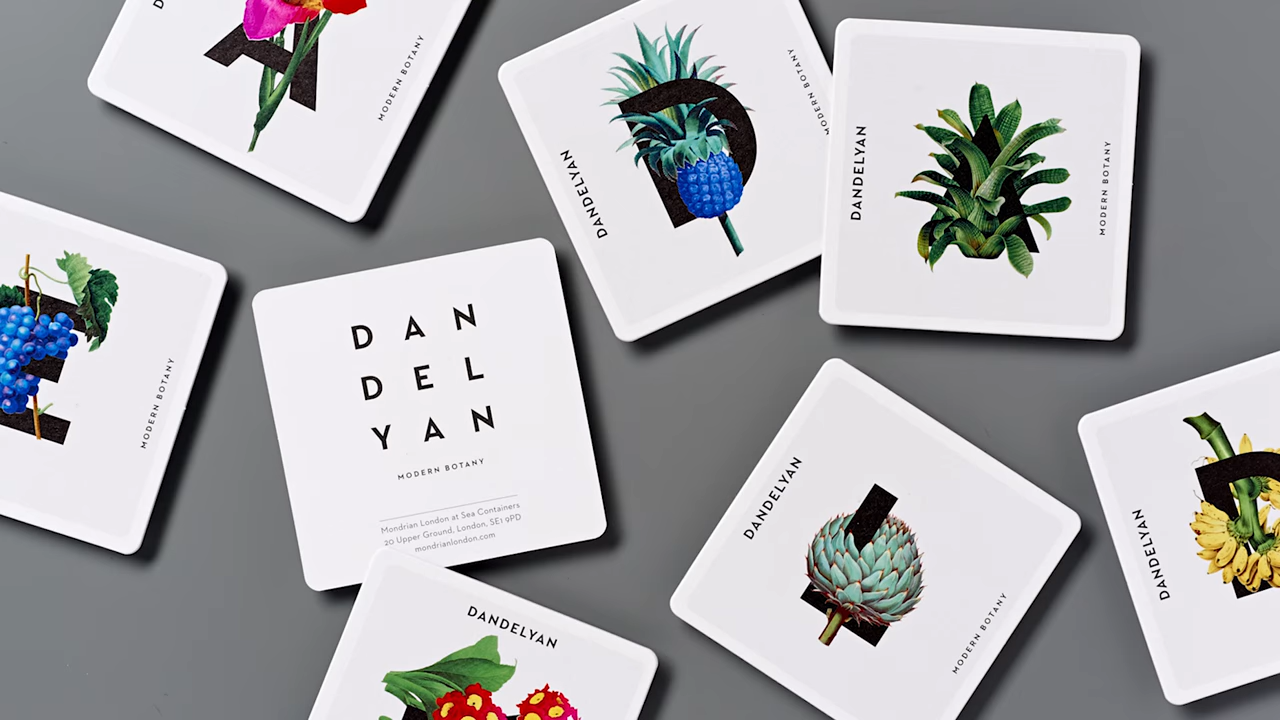 D
A
MODERN BOTANY
DANDELYAN
D
MODERN BOTANY
DANDELYAN
A
MODERN BOTANY
E
MODERN BOTANY
DAN
DEL
YAN
MODERN BOTANY
Mondrian London at Sea Containers
20 Upper Ground, London, SE1 9PD
mondrianlondon.com
DANDELYAN
L
MODERN BOTANY
DANDELYAN
D
DANDELYAN